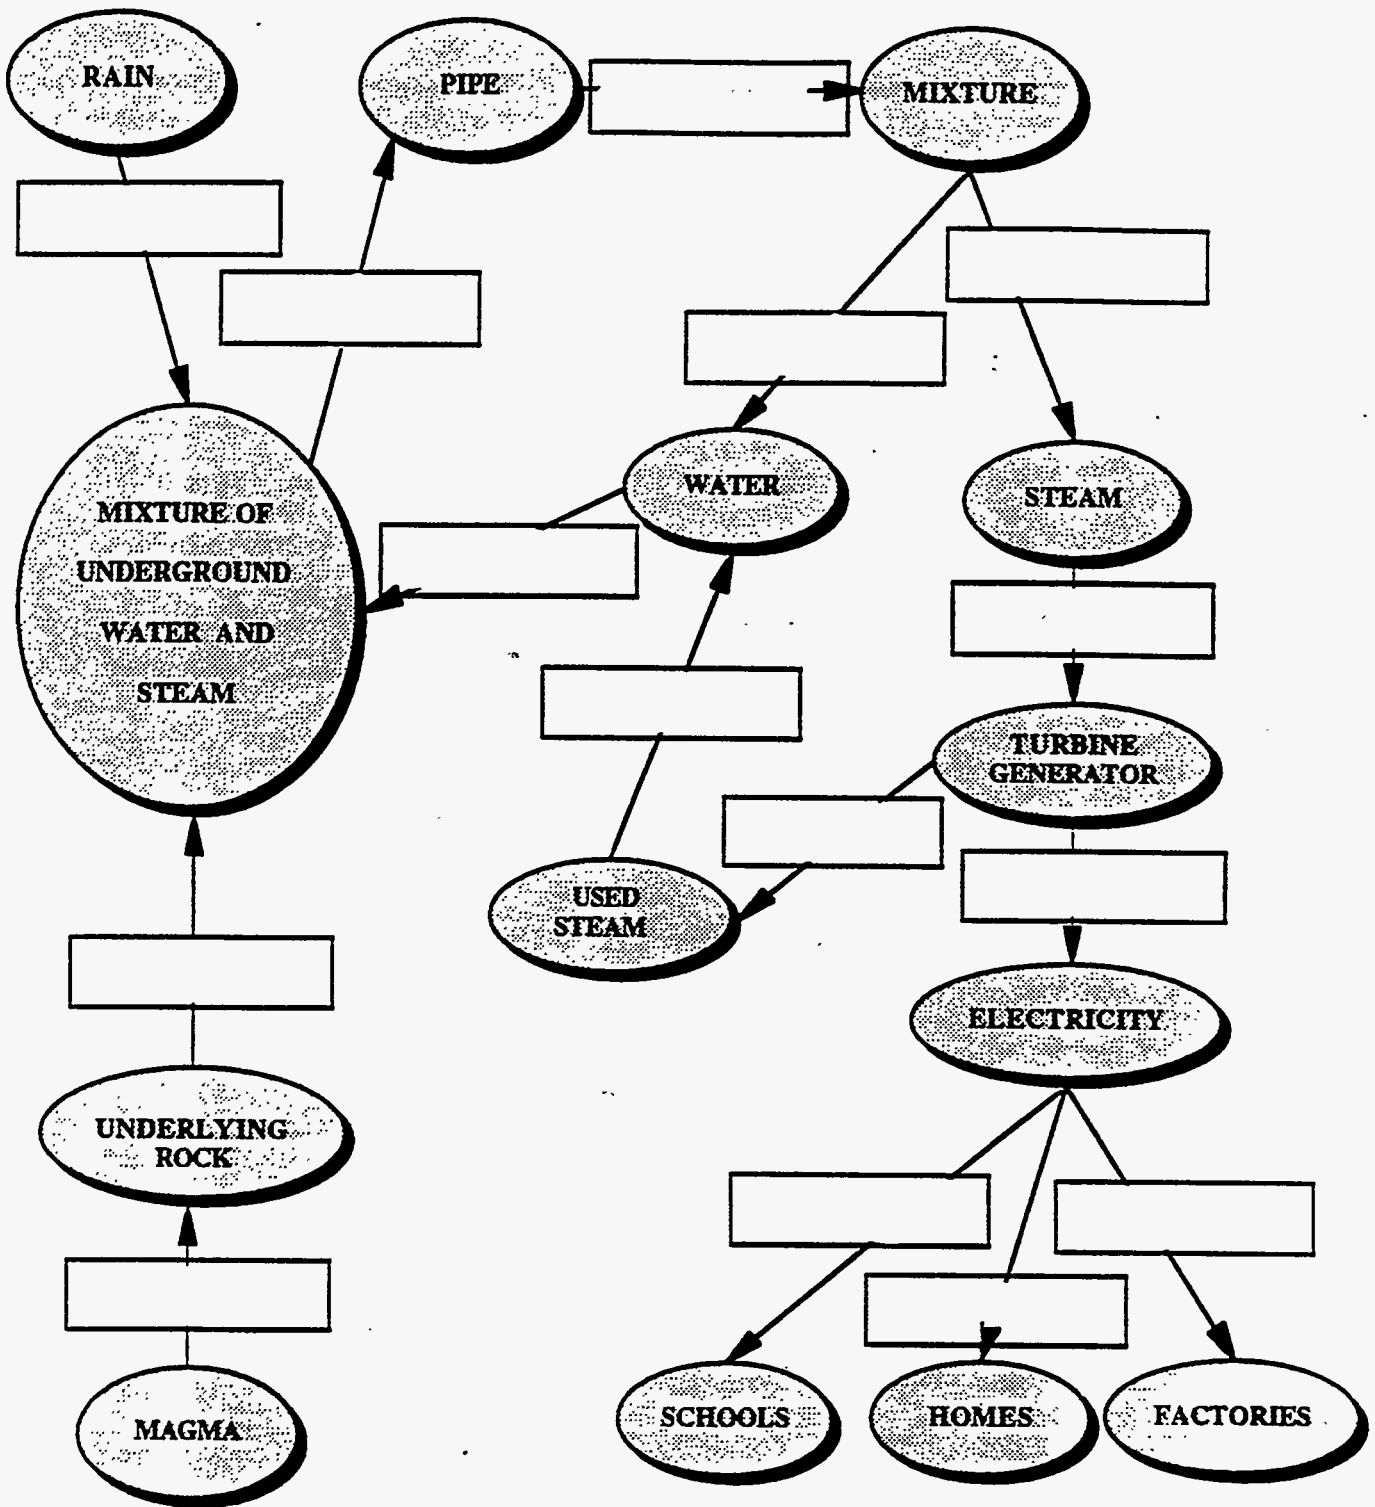 RAIN
PIPE
MIXTURE
MIXTURE OF
UNDERGROUND
WATER AND
STEAM
WATER
STEAM
TURBINE
GENERATOR
USED
STEAM
ELECTRICITY
UNDERLYING
ROCK
MAGMA
SCHOOLS
HOMES
FACTORIES